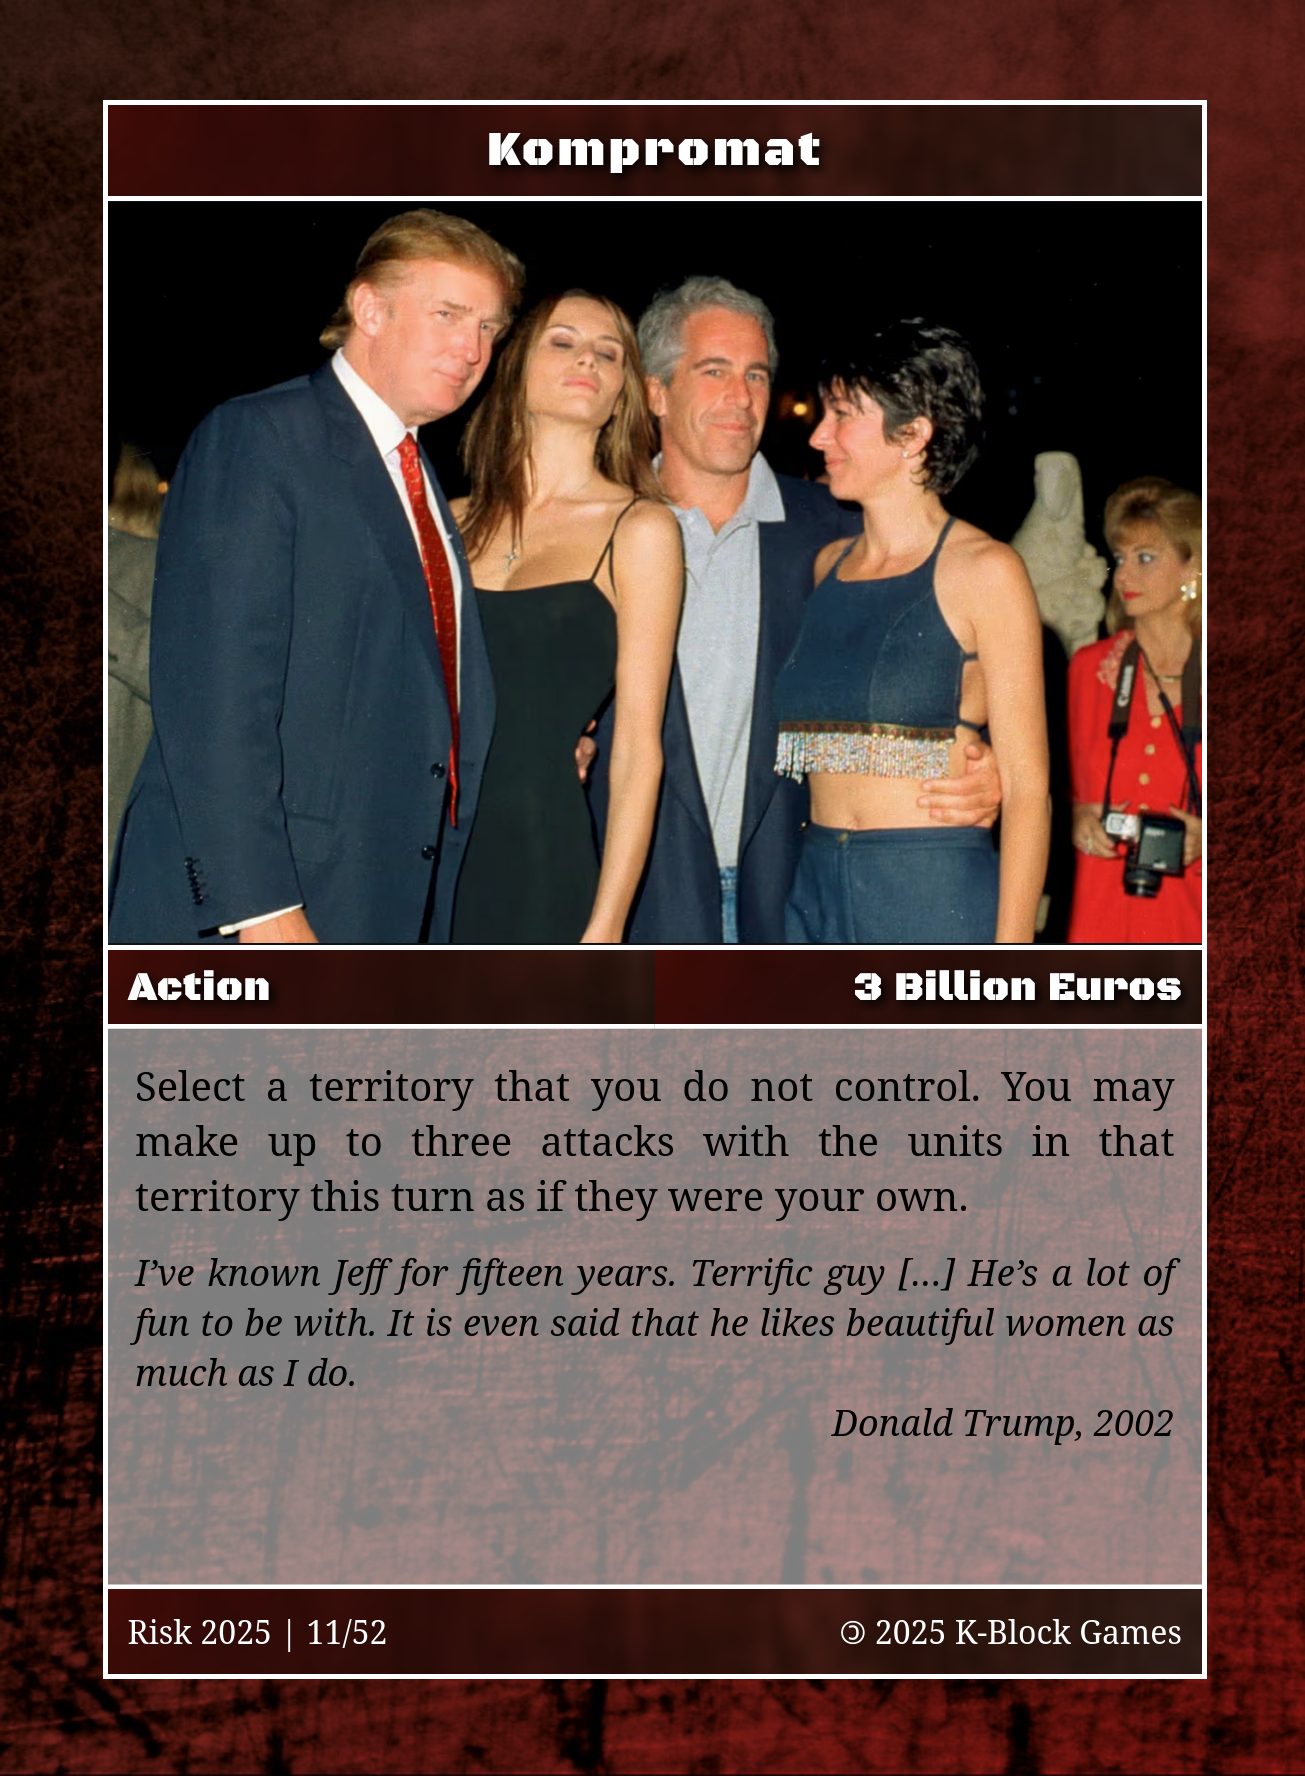 Kompromat
Canon
Action
3 Billion Euros
Select a territory that you do not control. You may
make up to three attacks with the units in that
territory this turn as if they were your own.
I’ve known Jeff for fifteen years. Terrific guy [...] He’s a lot of
fun to be with. It is even said that he likes beautiful women as
much as I do.
Donald Trump, 2002
Risk 2025 | 11/52
🄯 2025 K-Block Games